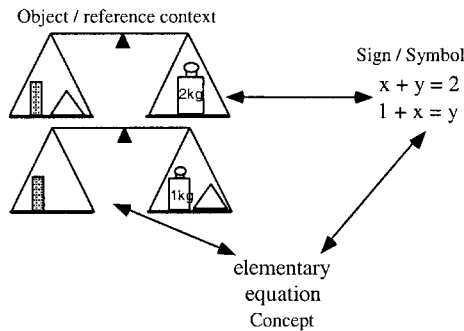 Object / reference context
2kg
Sign / Symbol
x + y = 2
1 + x = y
1kg
elementary
equation
Concept